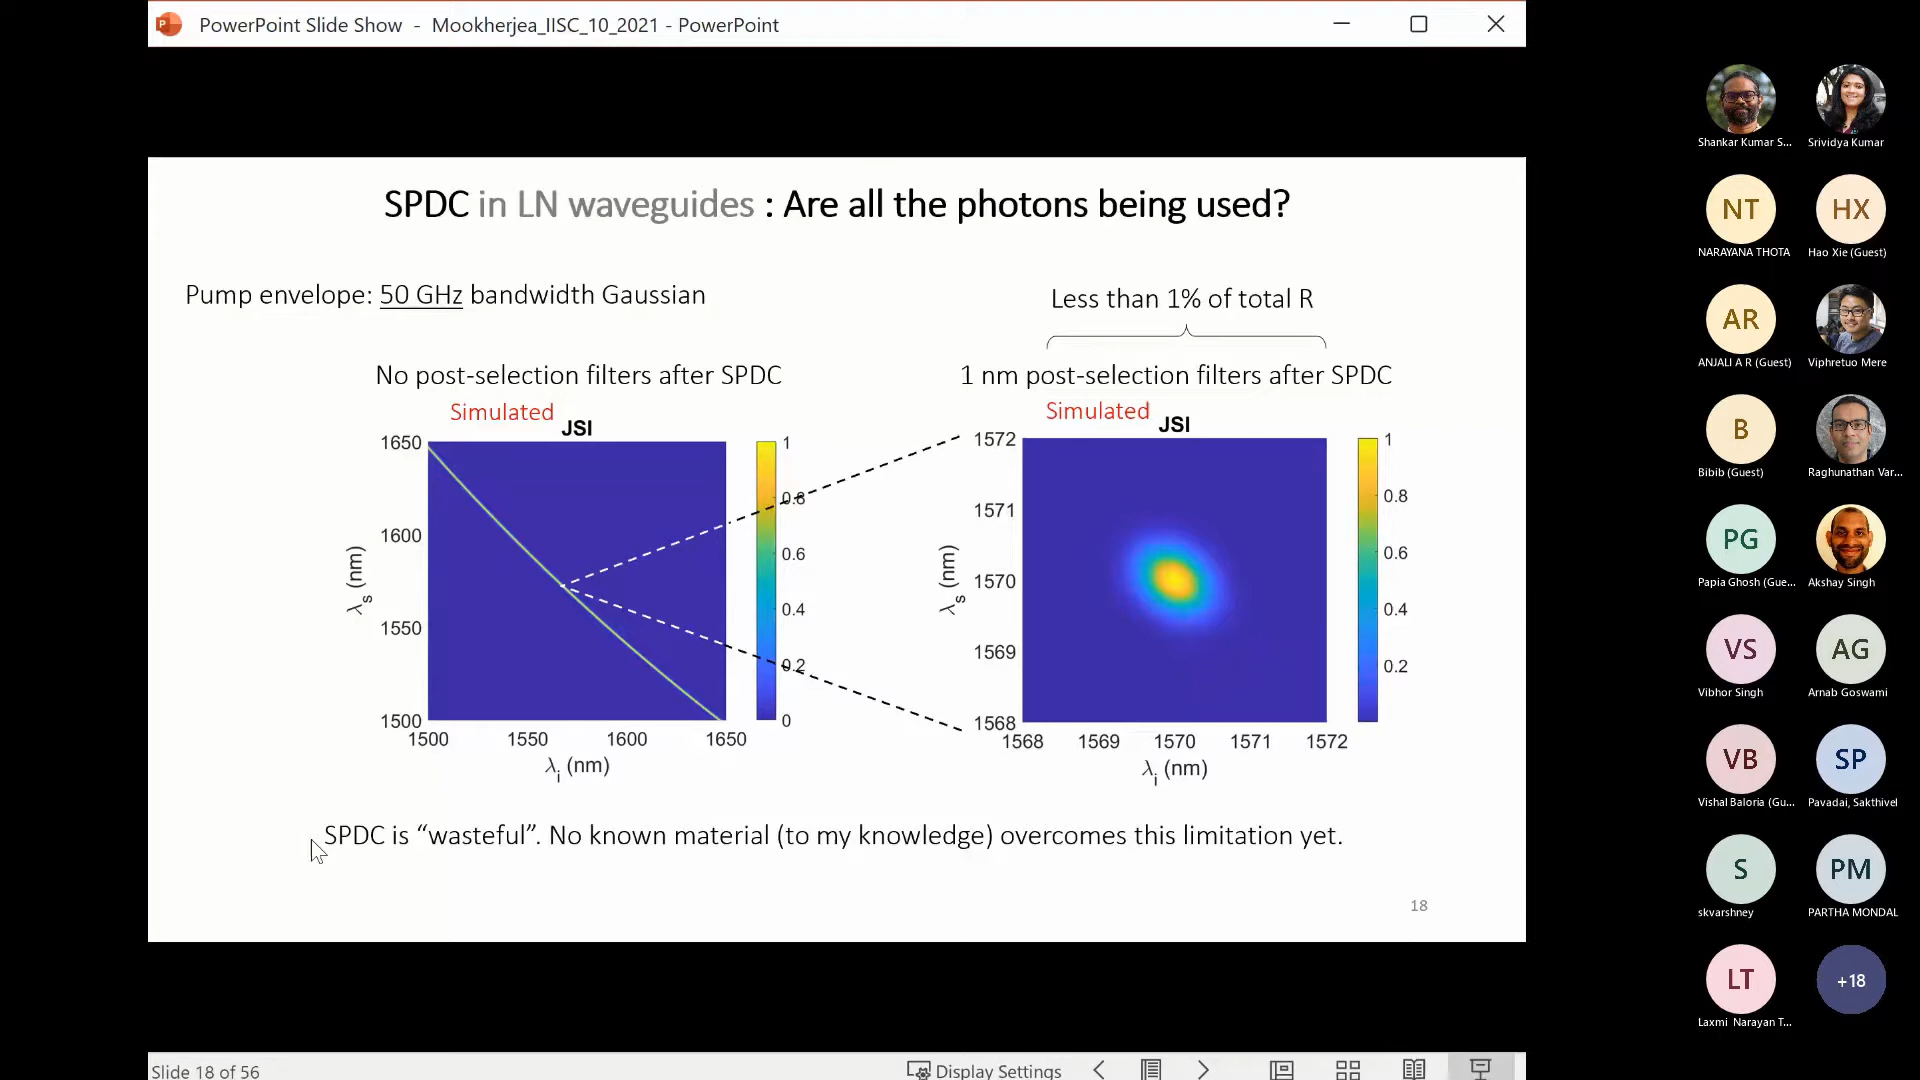 PowerPoint Slide Show - Mookherjea_IISC_10_2021 - PowerPoint
SPDC in LN waveguides : Are all the photons being used?
Pump envelope: 50 GHz bandwidth Gaussian
Less than 1% of total R
No post-selection filters after SPDC
1 nm post-selection filters after SPDC
Simulated
JSI
1650
1600
1550
1500
λs (nm)
1500 1550 1600 1650
λi (nm)
1
0.8
0.6
0.4
0.2
0
Simulated
JSI
1572
1571
1570
1569
1568
λs (nm)
1568 1569 1570 1571 1572
λi (nm)
1
0.8
0.6
0.4
0.2
SPDC is “wasteful”. No known material (to my knowledge) overcomes this limitation yet.
18
Slide 18 of 56
Display Settings
Shankar Kumar S...
Srividya Kumar
NT
NARAYANA THOTA
HX
Hao Xie (Guest)
AR
ANJALI A R (Guest)
Viphretuo Mere
B
Bibib (Guest)
Raghunathan Var...
PG
Papia Ghosh (Gue...
Akshay Singh
VS
Vibhor Singh
AG
Arnab Goswami
VB
Vishal Baloria (Gu...
SP
Pavadai, Sakthivel
S
skvarshney
PM
PARTHA MONDAL
LT
Laxmi Narayan T...
+18